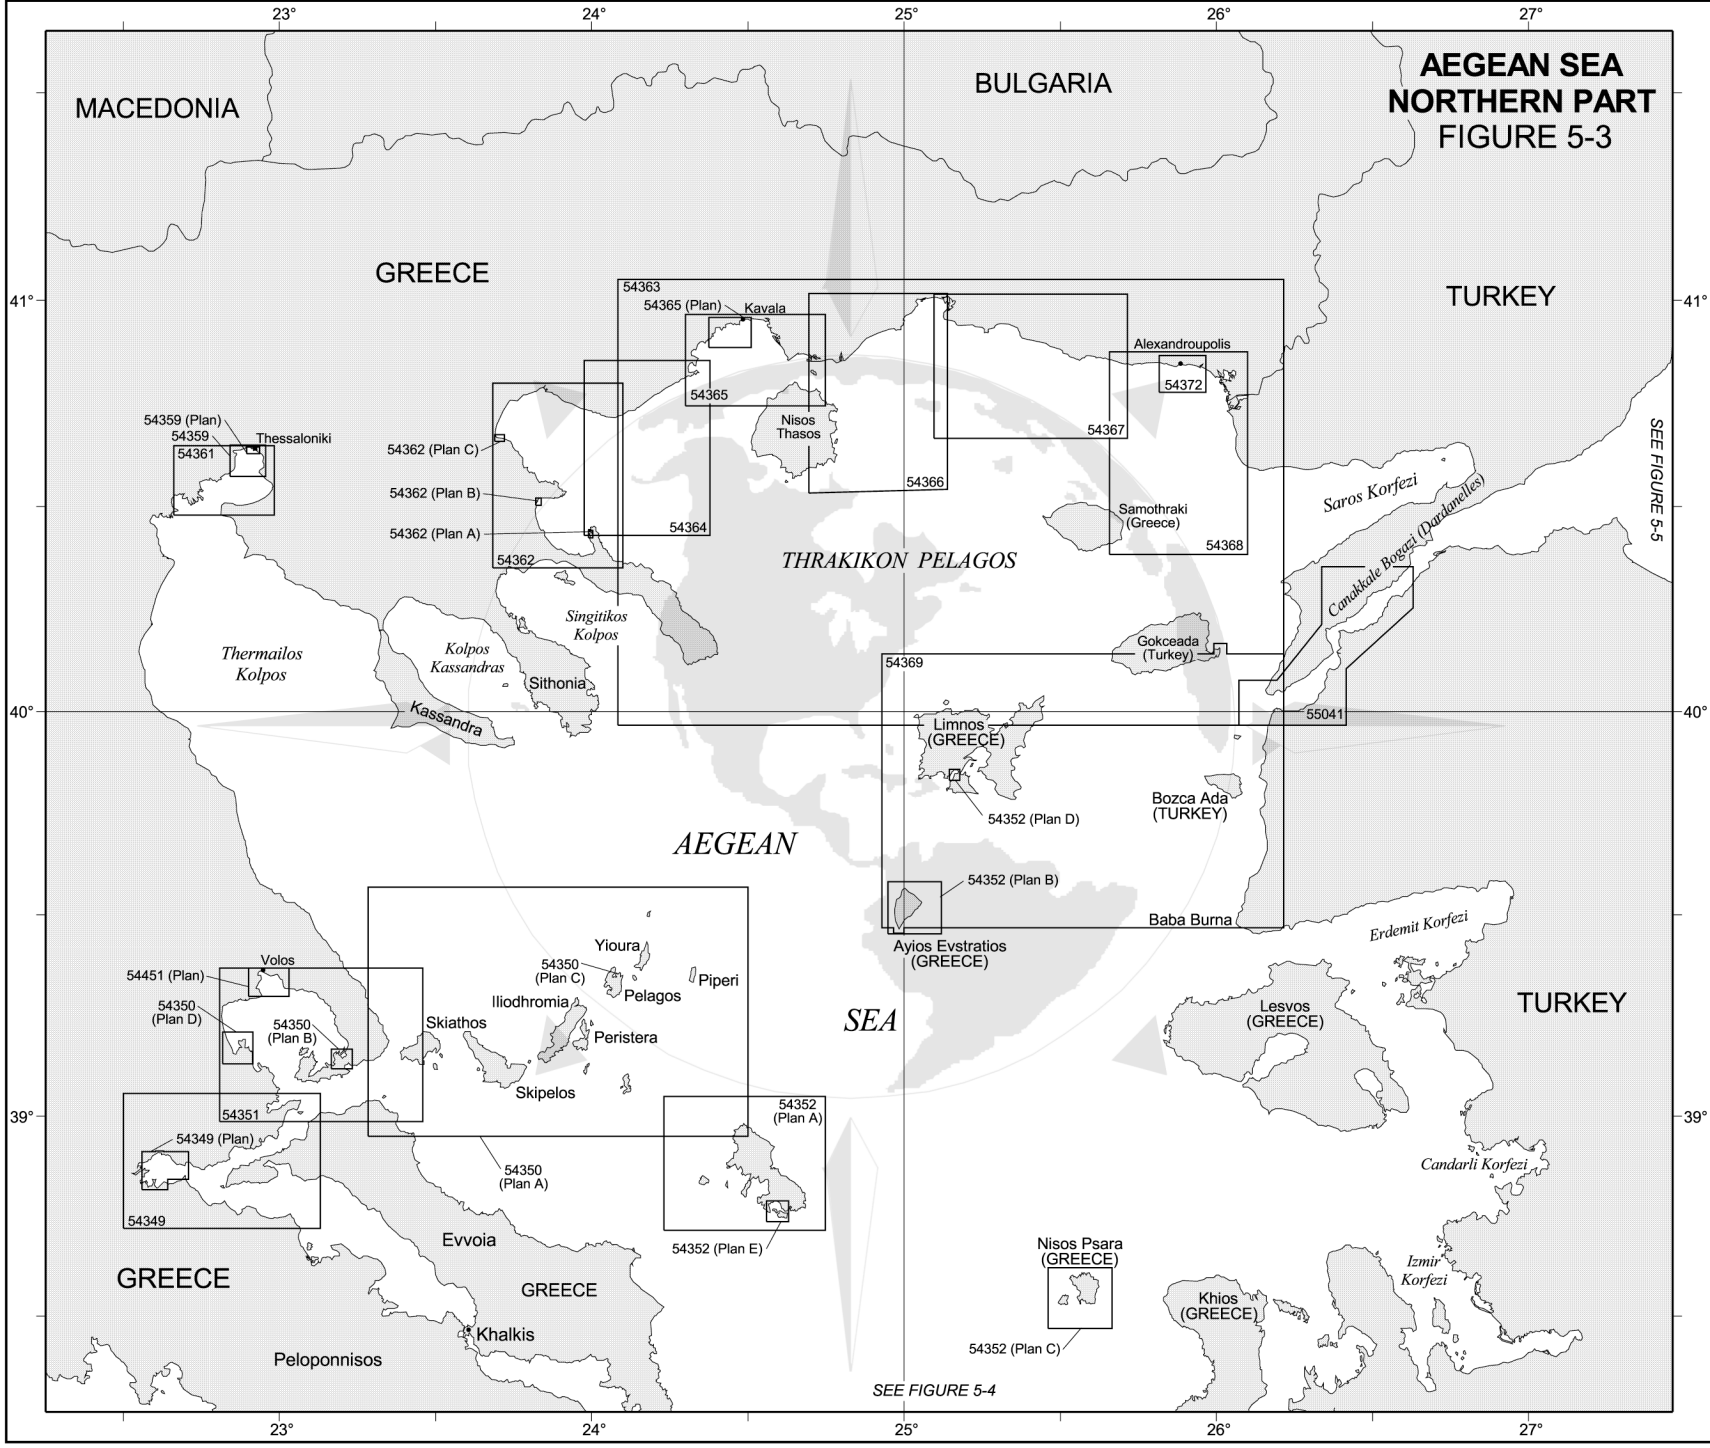 23°
24°
25°
26°
27°
AEGEAN SEA
NORTHERN PART
FIGURE 5-3
MACEDONIA
BULGARIA
GREECE
TURKEY
41°
41°
54363
54365 (Plan)
Kavala
Alexandroupolis
54372
54365
54367
Nisos
Thasos
54359 (Plan)
54359
Thessaloniki
54361
54362 (Plan C)
54362 (Plan B)
54362 (Plan A)
54362
54364
54366
54368
Samothraki
(Greece)
Saros Korfezi
Canakkale Bogazi (Dardanelles)
SEE FIGURE 5-5
THRAKIKON PELAGOS
Singitikos
Kolpos
Kolpos
Kassandras
Thermailos
Kolpos
Sithonia
Kassandra
Gokceada
(Turkey)
54369
55041
40°
40°
Limnos
(GREECE)
54352 (Plan D)
Bozca Ada
(TURKEY)
AEGEAN
54352 (Plan B)
Baba Burna
Erdemit Korfezi
Ayios Evstratios
(GREECE)
Yioura
54350
(Plan C)
Piperi
Pelagos
Iliodhromia
Peristera
Volos
54451 (Plan)
54350
(Plan D)
54350
(Plan B)
Skiathos
Skipelos
SEA
Lesvos
(GREECE)
TURKEY
54351
39°
39°
54352
(Plan A)
54349 (Plan)
54350
(Plan A)
54349
Candarli Korfezi
54352 (Plan E)
Evvoia
GREECE
GREECE
Nisos Psara
(GREECE)
Izmir
Korfezi
Khios
(GREECE)
Khalkis
54352 (Plan C)
Peloponnisos
SEE FIGURE 5-4
23°
24°
25°
26°
27°